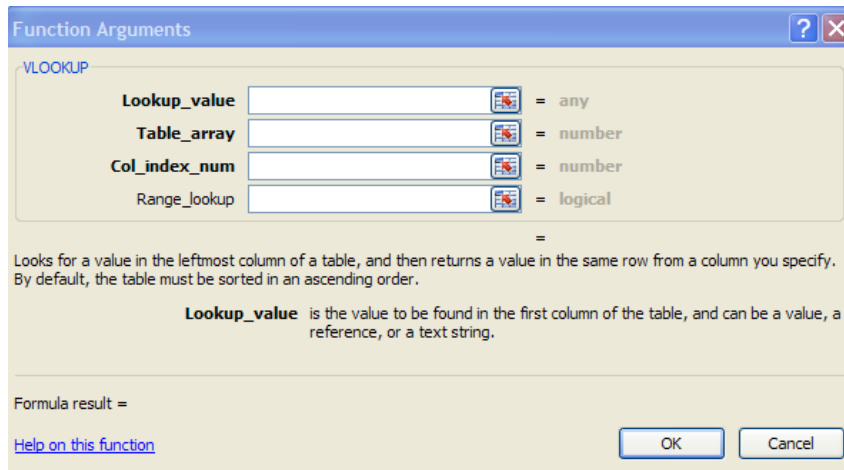 Function Arguments
VLOOKUP
Lookup_value = any
Table_array = number
Col_index_num = number
Range_lookup = logical
=
Looks for a value in the leftmost column of a table, and then returns a value in the same row from a column you specify.
By default, the table must be sorted in an ascending order.
Lookup_value is the value to be found in the first column of the table, and can be a value, a
reference, or a text string.
Formula result =
Help on this function
OK Cancel